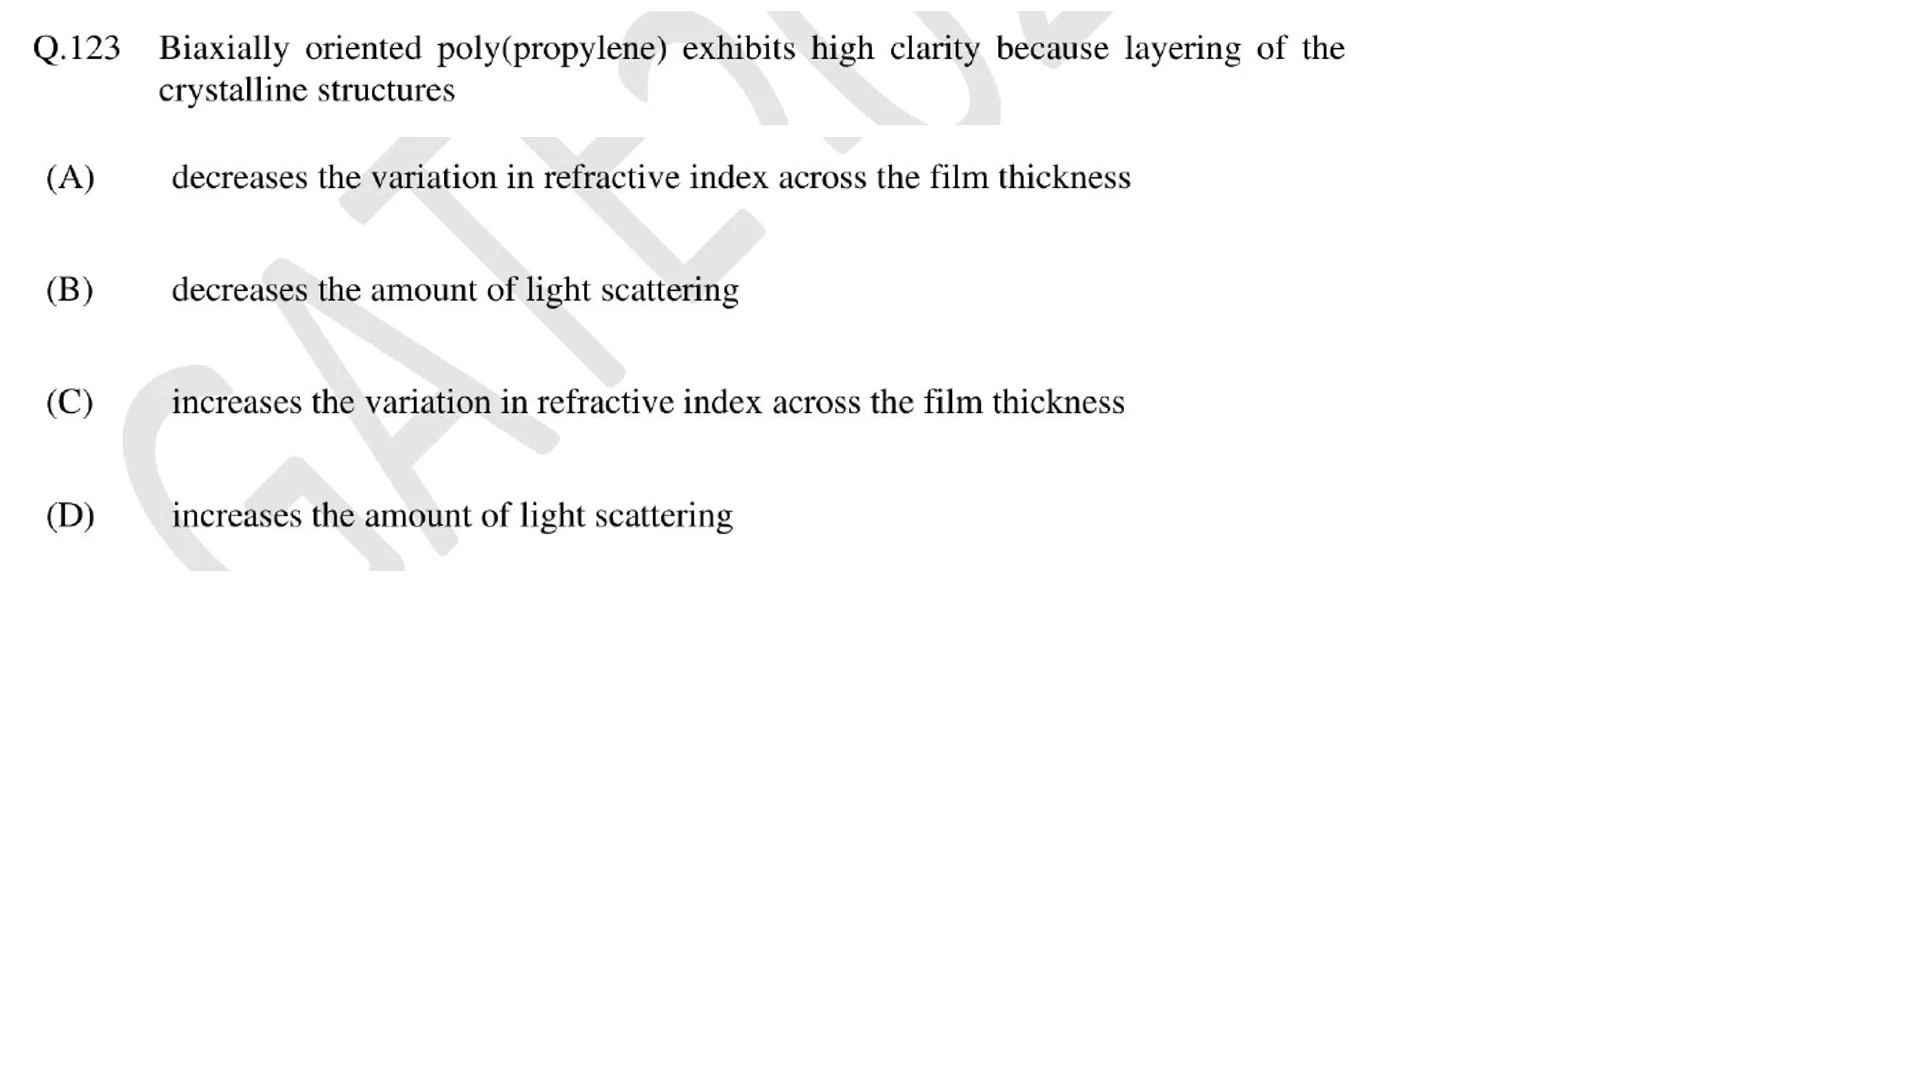 Q.123 Biaxially oriented poly(propylene) exhibits high clarity because layering of the
crystalline structures
(A) decreases the variation in refractive index across the film thickness
(B) decreases the amount of light scattering
(C) increases the variation in refractive index across the film thickness
(D) increases the amount of light scattering